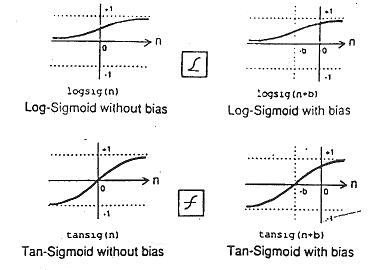 +1
n
0
-1
logsig(n)
Log-Sigmoid without bias
L
+1
n
-b 0
-1
logsig(n+b)
Log-Sigmoid with bias
+1
n
0
-1
tansig(n)
Tan-Sigmoid without bias
f
+1
n
-b 0
-1
tansig(n+b)
Tan-Sigmoid with bias